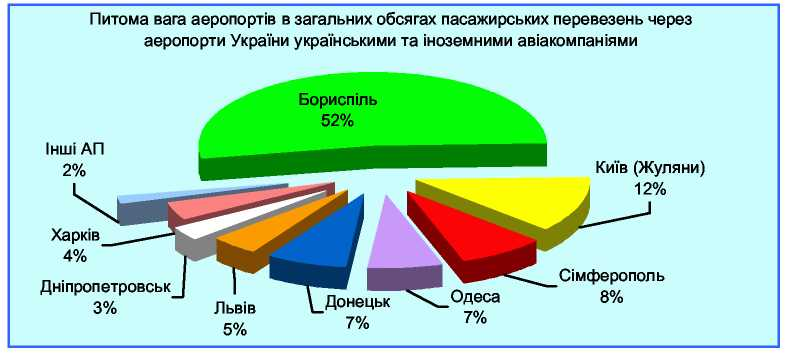 Питома вага аеропортів в загальних обсягах пасажирських перевезень через
аеропорти України українськими та іноземними авіакомпаніями
Бориспіль
52%
Інші АП
2%
Київ (Жуляни)
12%
Харків
4%
Сімферополь
8%
Дніпропетровськ
3%
Львів
5%
Донецьк
7%
Одеса
7%